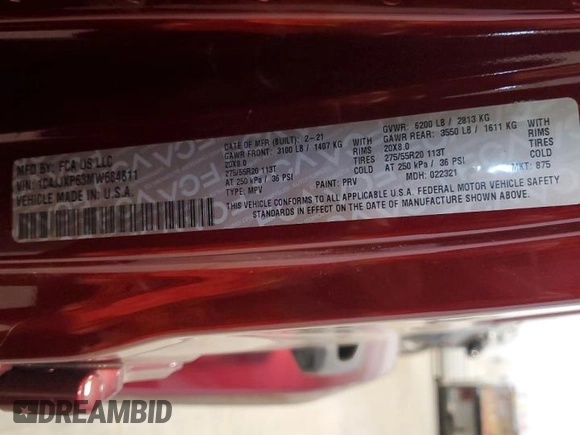 MFD BY: FCA US LLC
VEHICLE MADE IN: U.S.A.
DATE OF MFR (BUILT) 2-21
GAWR FRONT: 3100 LB / 1407 KG WITH
20X8.0 RIMS
275/55R20 113T TIRES
AT 250 kPa / 36 PSI
TYPE: MPV PAINT: PRV
GVWR: 6200 LB / 2813 KG
GAWR REAR: 3550 LB / 1611 KG WITH
20X8.0 RIMS
275/55R20 113T TIRES
AT 250 kPa / 36 PSI
MDH: 022321 MKT: 875
THIS VEHICLE CONFORMS TO ALL APPLICABLE U.S.A. FEDERAL MOTOR VEHICLE SAFETY
STANDARDS IN EFFECT ON THE DATE OF MANUFACTURE SHOWN ABOVE.
DREAMBID